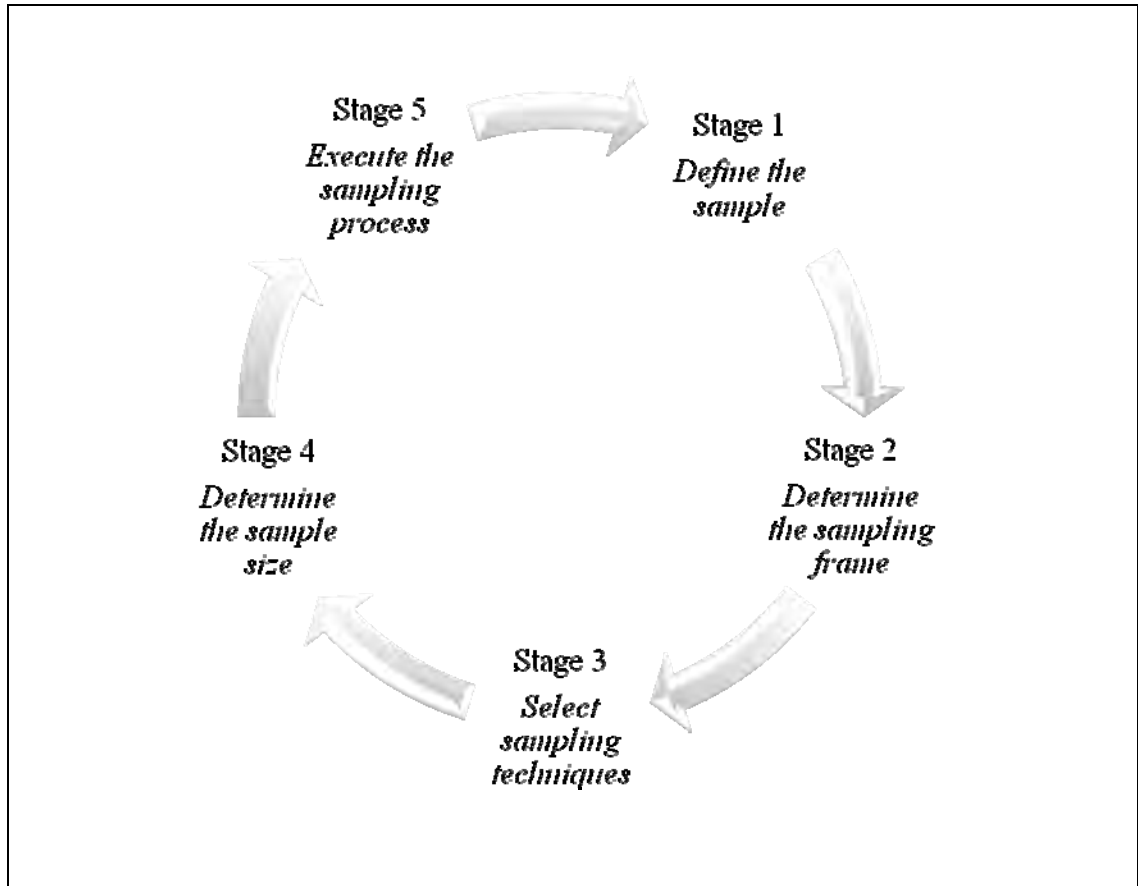 Stage 5
Execute the
sampling
process
Stage 1
Define the
sample
Stage 2
Determine
the sampling
frame
Stage 3
Select
sampling
techniques
Stage 4
Determine
the sample
size